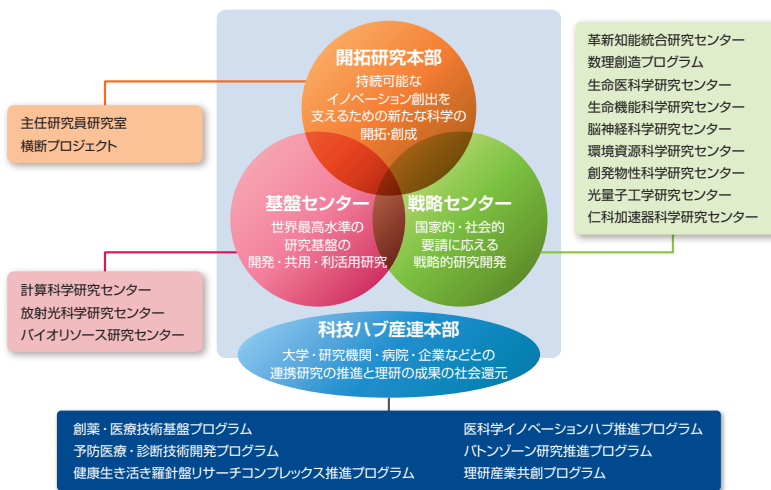 開拓研究本部
持続可能な
イノベーション創出を
支えるための新たな科学の
開拓・創成
主任研究員研究室
横断プロジェクト
革新知能統合研究センター
数理創造プログラム
生命医科学研究センター
生命機能科学研究センター
脳神経科学研究センター
環境資源科学研究センター
創発物性科学研究センター
光量子工学研究センター
仁科加速器科学研究センター
基盤センター
世界最高水準の
研究基盤の
開発・共用・利活用研究
戦略センター
国家的・社会的
要請に応える
戦略的研究開発
計算科学研究センター
放射光科学研究センター
バイオリソース研究センター
科技ハブ産連本部
大学・研究機関・病院・企業などとの
連携研究の推進と理研の成果の社会還元
創薬・医療技術基盤プログラム
予防医療・診断技術開発プログラム
健康生き活き羅針盤リサーチコンプレックス推進プログラム
医科学イノベーションハブ推進プログラム
バトンゾーン研究推進プログラム
理研産業共創プログラム